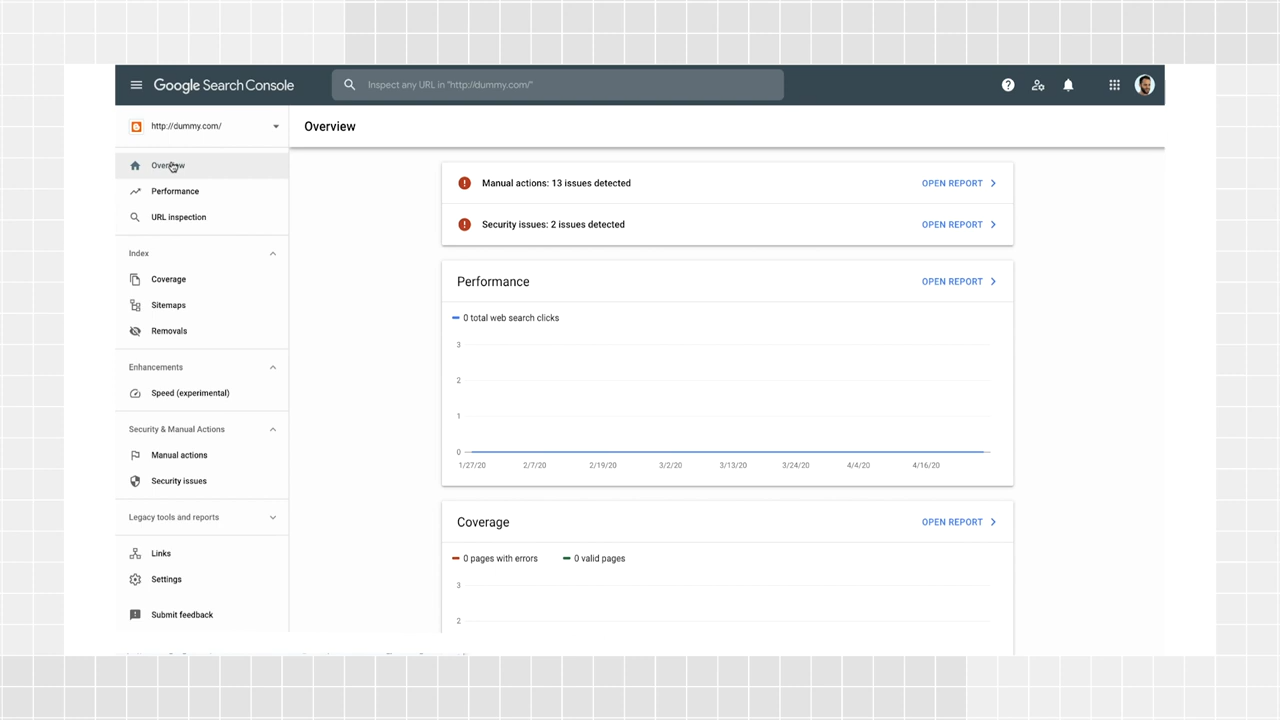 Google Search Console
Inspect any URL in "http://dummy.com/"
http://dummy.com/
Overview
Overview
Performance
URL inspection
Index
Coverage
Sitemaps
Removals
Enhancements
Speed (experimental)
Security & Manual Actions
Manual actions
Security issues
Legacy tools and reports
Links
Settings
Submit feedback
Manual actions: 13 issues detected OPEN REPORT
Security issues: 2 issues detected OPEN REPORT
Performance OPEN REPORT
0 total web search clicks
3
2
1
0
1/27/20 2/7/20 2/19/20 3/2/20 3/13/20 3/24/20 4/4/20 4/16/20
Coverage OPEN REPORT
0 pages with errors 0 valid pages
3
2